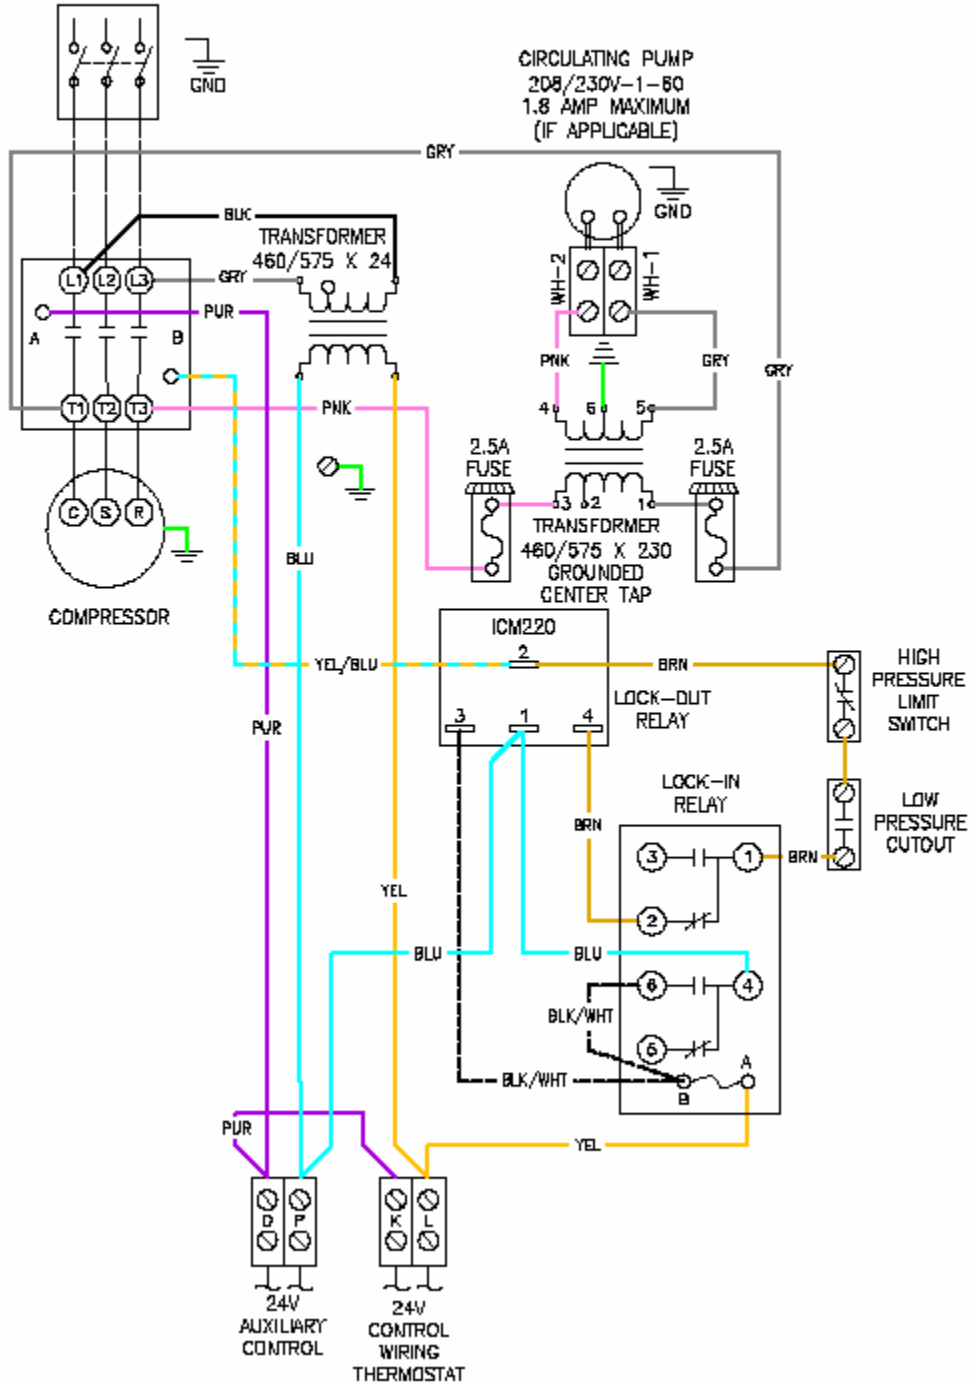 GND
CIRCULATING PUMP
208/230V-1-60
1.8 AMP MAXIMUM
(IF APPLICABLE)
GRY
GND
BLK
TRANSFORMER
460/575 X 24
L1 L2 L3
GRY
WH-2
WH-1
PUR
A
B
PNK
GRY
GRY
T1 T2 T3
PNK
4 6 5
2.5A
FUSE
2.5A
FUSE
3 2 1
C S R
TRANSFORMER
460/575 X 230
GROUNDED
CENTER TAP
BLU
COMPRESSOR
ICM220
2
YEL/BLU
BRN
HIGH
PRESSURE
LIMIT
SWITCH
LOCK-OUT
RELAY
3 1 4
PUR
LOCK-IN
RELAY
LOW
PRESSURE
CUTOUT
BRN
3 1
BRN
YEL
2
BLU
BLU
6 4
BLK/WHT
5
A
BLK/WHT
B
PUR
YEL
D P
K L
24V
AUXILIARY
CONTROL
24V
CONTROL
WIRING
THERMOSTAT